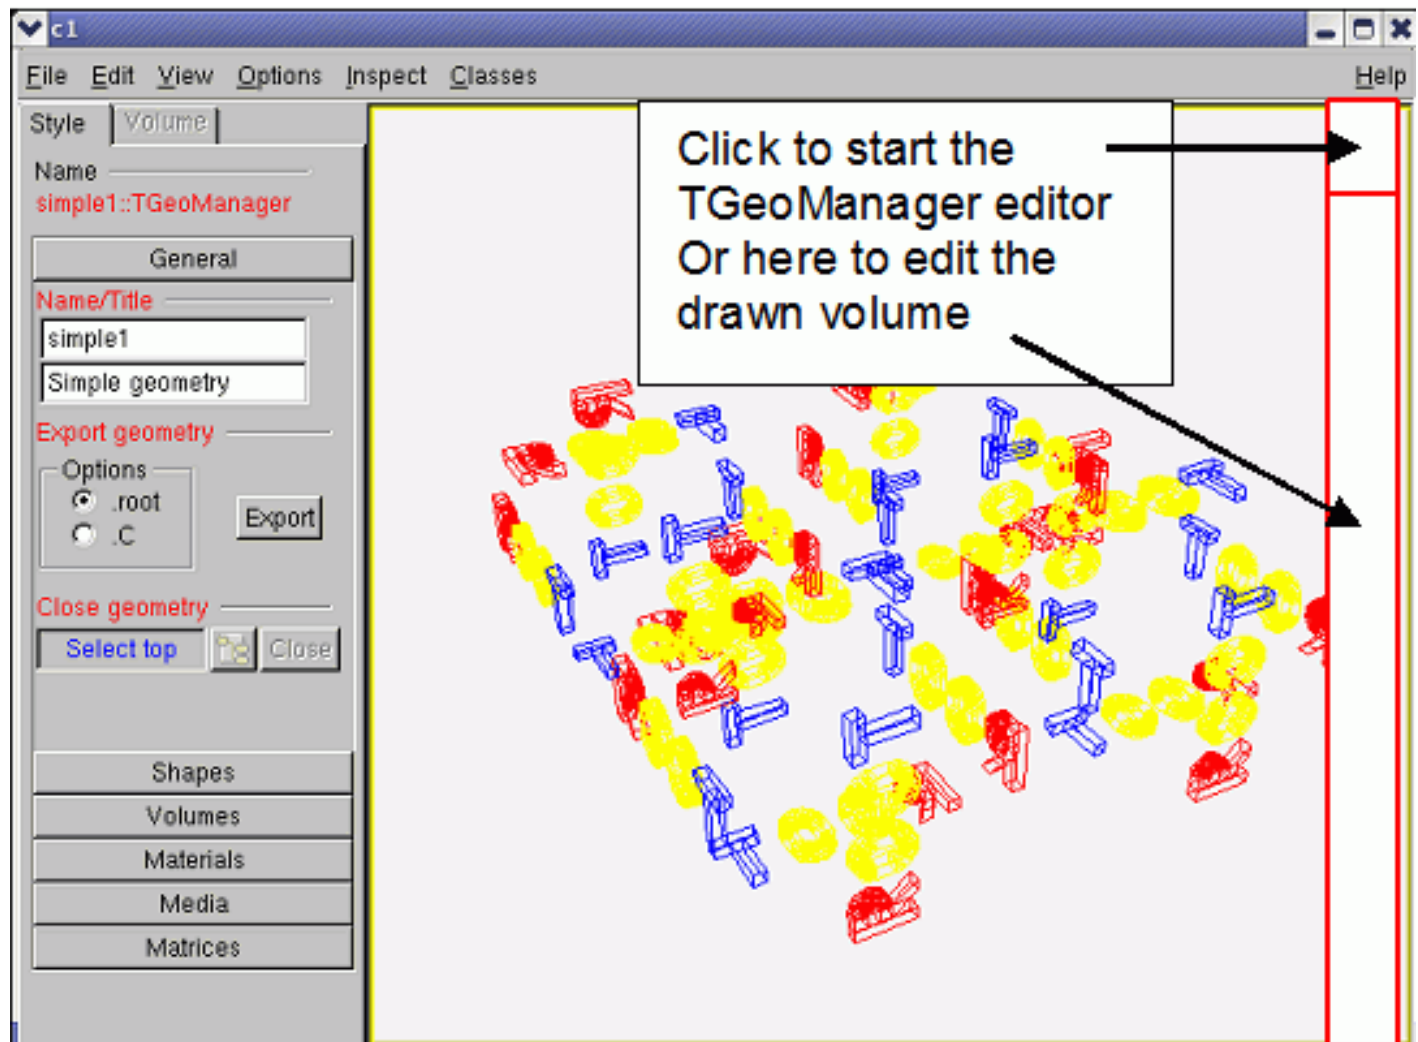 c1
File Edit View Options Inspect Classes Help
Style Volume
Name
simple1::TGeoManager
General
Name/Title
simple1
Simple geometry
Export geometry
Options
.root
.C
Export
Close geometry
Select top Close
Shapes
Volumes
Materials
Media
Matrices
Click to start the
TGeoManager editor
Or here to edit the
drawn volume